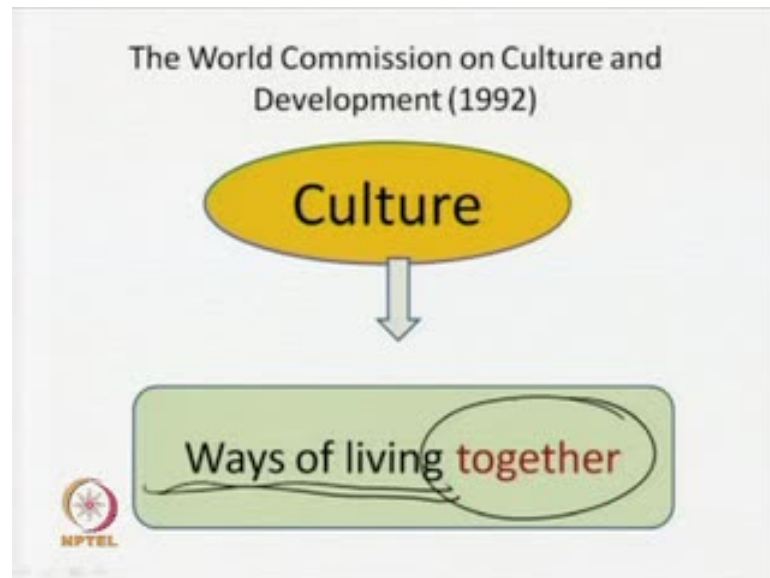 The World Commission on Culture and
Development (1992)
Culture
Ways of living together
NPTEL